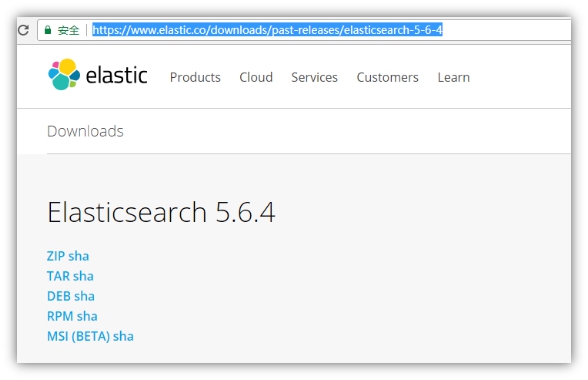 安全 https://www.elastic.co/downloads/past-releases/elasticsearch-5-6-4
elastic Products Cloud Services Customers Learn
Downloads
Elasticsearch 5.6.4
ZIP sha
TAR sha
DEB sha
RPM sha
MSI (BETA) sha